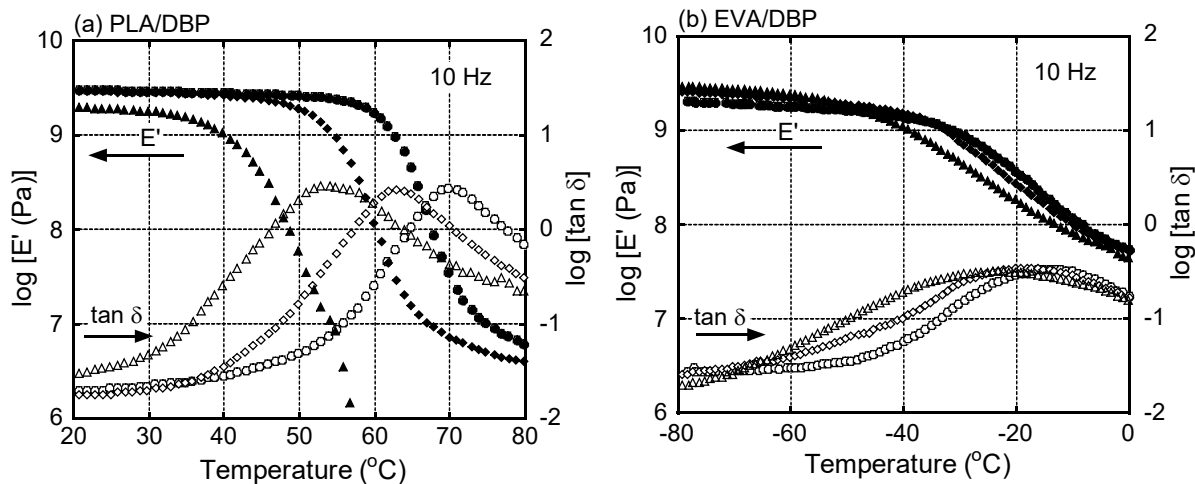 (a) PLA/DBP
10 Hz
E'
tan δ
log [E' (Pa)]
10
9
8
7
6
log [tan δ]
2
1
0
-1
-2
20 30 40 50 60 70 80
Temperature (°C)
(b) EVA/DBP
10 Hz
E'
tan δ
log [E' (Pa)]
10
9
8
7
6
log [tan δ]
2
1
0
-1
-2
-80 -60 -40 -20 0
Temperature (°C)